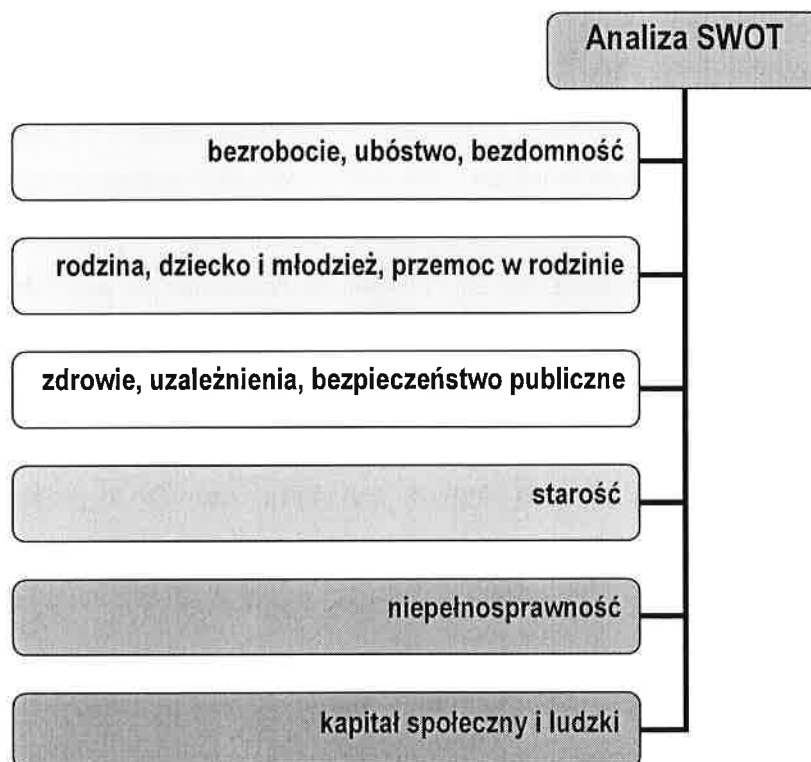 Analiza SWOT
bezrobocie, ubóstwo, bezdomność
rodzina, dziecko i młodzież, przemoc w rodzinie
zdrowie, uzależnienia, bezpieczeństwo publiczne
starość
niepełnosprawność
kapitał społeczny i ludzki